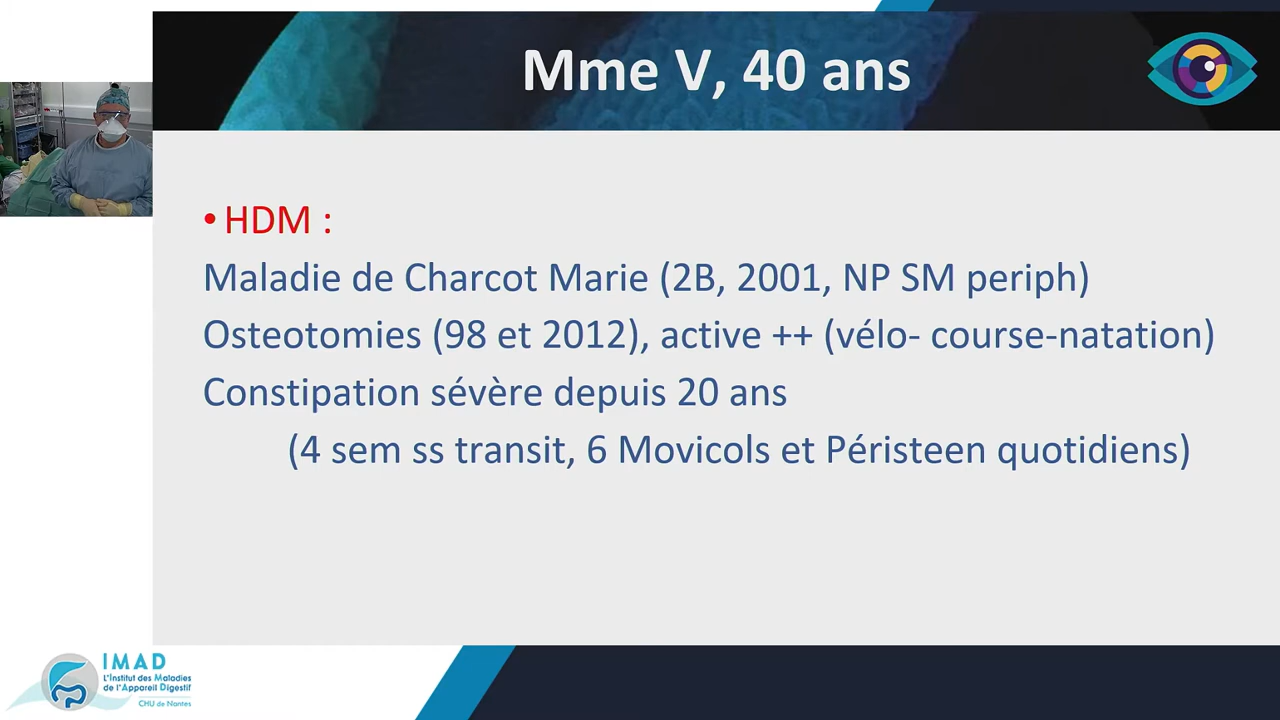 Mme V, 40 ans
• HDM :
Maladie de Charcot Marie (2B, 2001, NP SM periph)
Osteotomies (98 et 2012), active ++ (vélo- course-natation)
Constipation sévère depuis 20 ans
(4 sem ss transit, 6 Movicols et Péristeen quotidiens)
IMAD
L'Institut des Maladies
de l'Appareil Digestif
CHU de Nantes